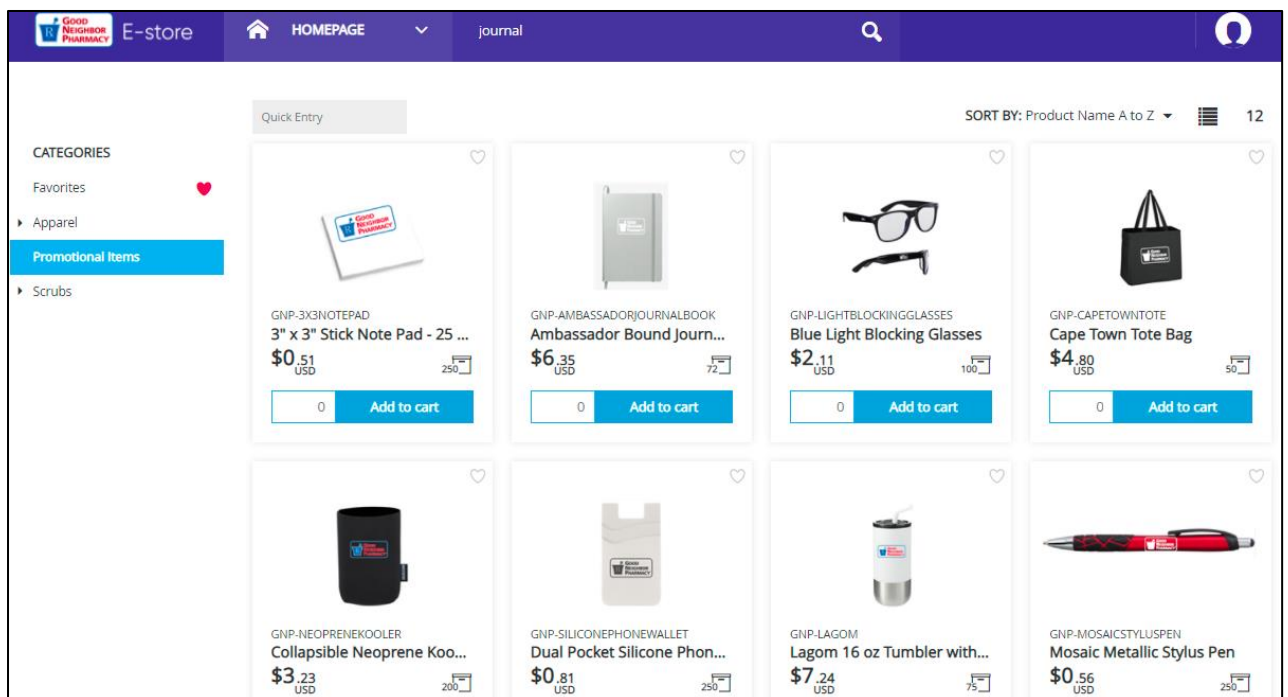 GOOD NEIGHBOR PHARMACY E-store HOMEPAGE journal
Quick Entry SORT BY: Product Name A to Z 12
CATEGORIES
Favorites
Apparel
Promotional Items
Scrubs
GNP-3X3NOTEPAD
3" x 3" Stick Note Pad - 25 ...
$0.51 USD 250
0 Add to cart
GNP-AMBASSADORJOURNALBOOK
Ambassador Bound Journ...
$6.35 USD 72
0 Add to cart
GNP-LIGHTBLOCKINGGLASSES
Blue Light Blocking Glasses
$2.11 USD 100
0 Add to cart
GNP-CAPETOWNTOTE
Cape Town Tote Bag
$4.80 USD 50
0 Add to cart
GNP-NEOPRENEKOOLER
Collapsible Neoprene Koo...
$3.23 USD 200
GNP-SILICONEPHONEWALLET
Dual Pocket Silicone Phon...
$0.81 USD 250
GNP-LAGOM
Lagom 16 oz Tumbler with...
$7.24 USD 75
GNP-MOSAICSTYLUSPEN
Mosaic Metallic Stylus Pen
$0.56 USD 250